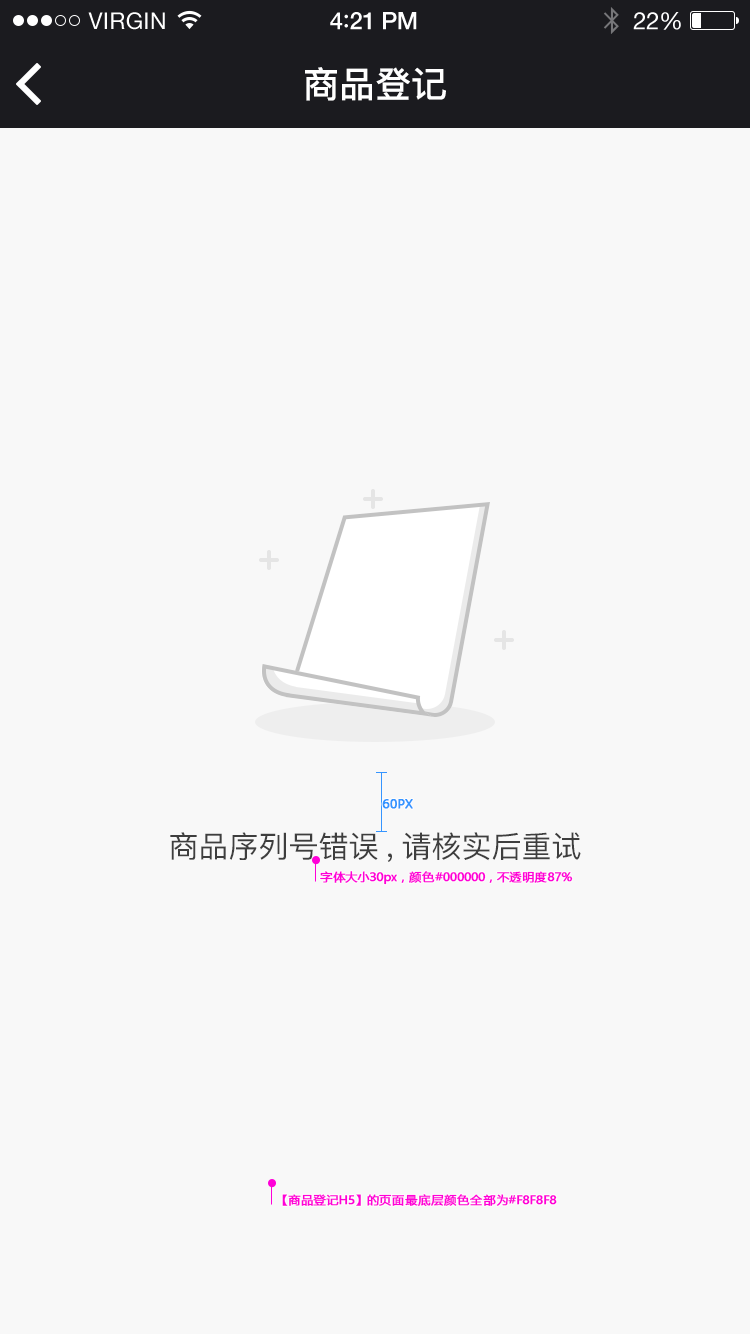 VIRGIN 4:21 PM 22%
商品登记
60PX
商品序列号错误 , 请核实后重试
字体大小30px，颜色#000000，不透明度87%
【商品登记H5】的页面最底层颜色全部为#F8F8F8